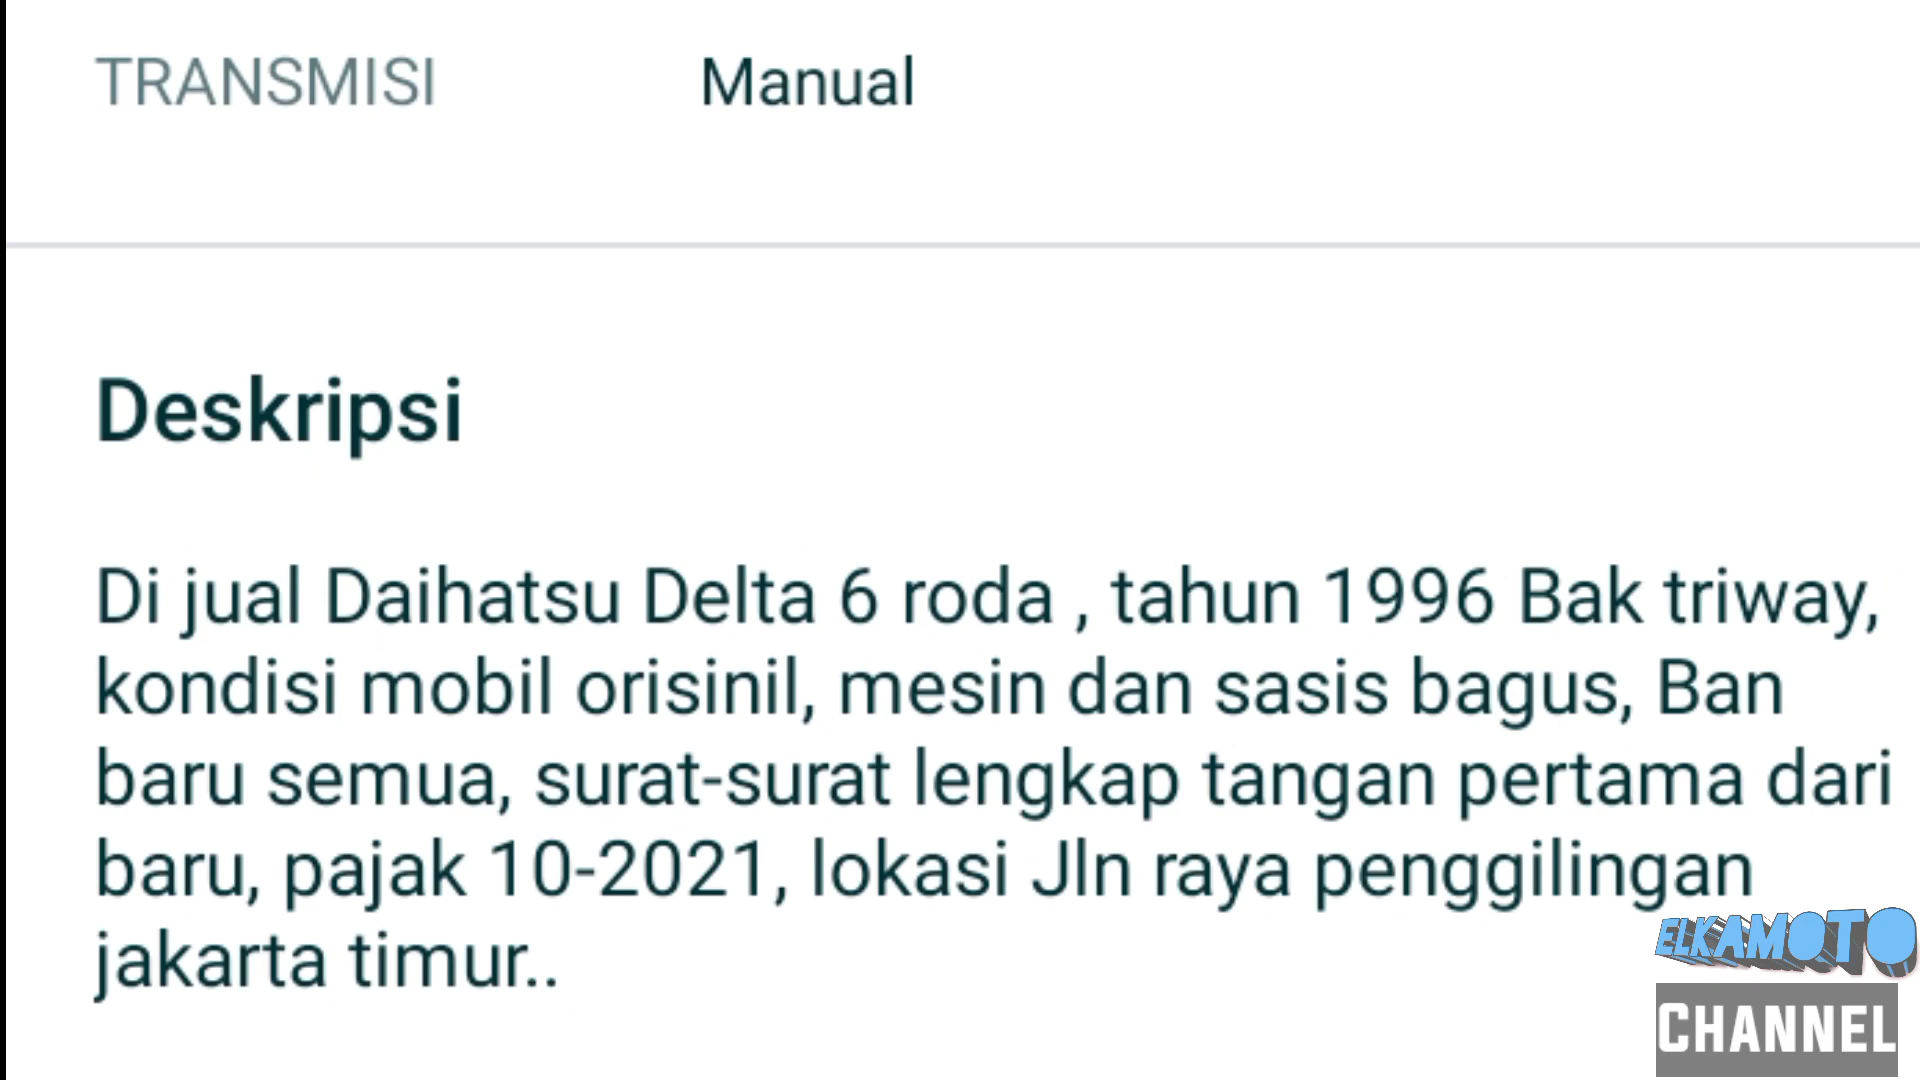 TRANSMISI Manual
Deskripsi
Di jual Daihatsu Delta 6 roda , tahun 1996 Bak triway,
kondisi mobil orisinil, mesin dan sasis bagus, Ban
baru semua, surat-surat lengkap tangan pertama dari
baru, pajak 10-2021, lokasi Jln raya penggilingan
jakarta timur..
ELKAMOTO
CHANNEL